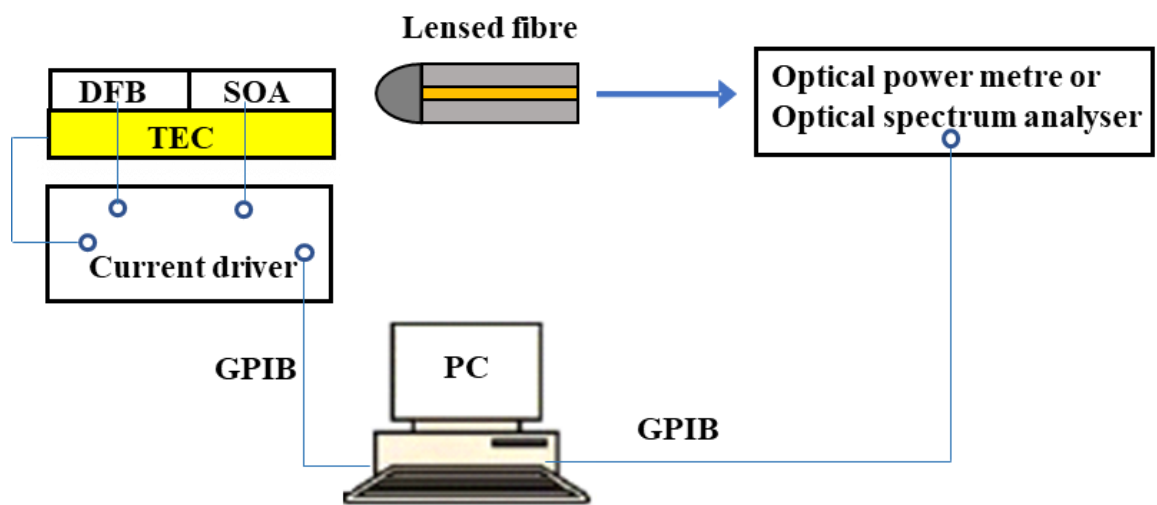 Lensed fibre
DFB
SOA
TEC
Optical power metre or
Optical spectrum analyser
Current driver
GPIB
PC
GPIB